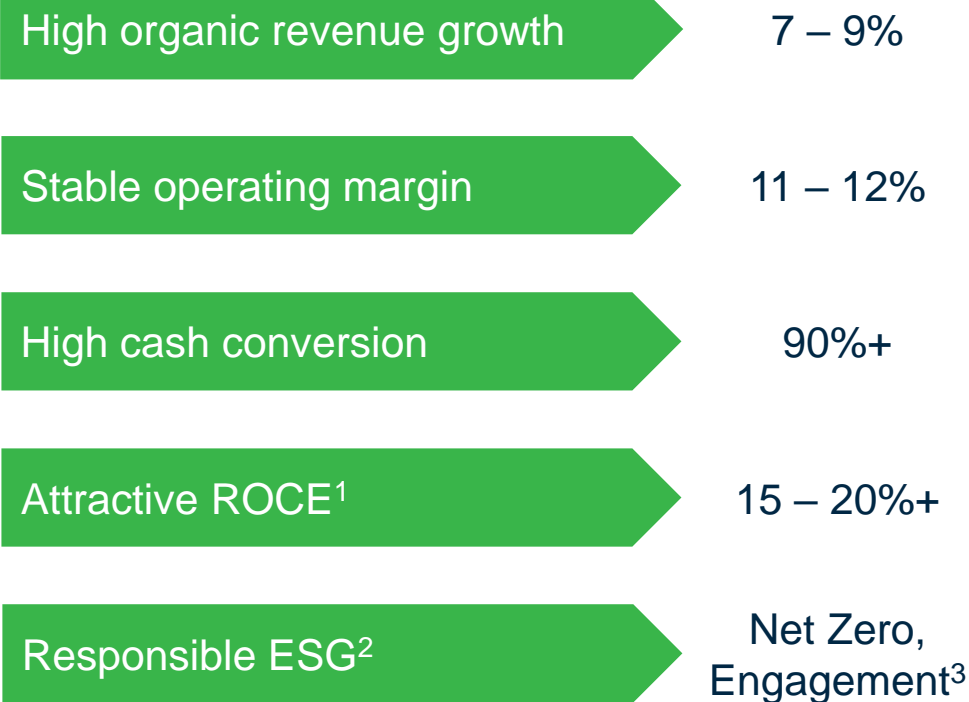 High organic revenue growth 7 – 9%
Stable operating margin 11 – 12%
High cash conversion 90%+
Attractive ROCE¹ 15 – 20%+
Responsible ESG² Net Zero,
Engagement³